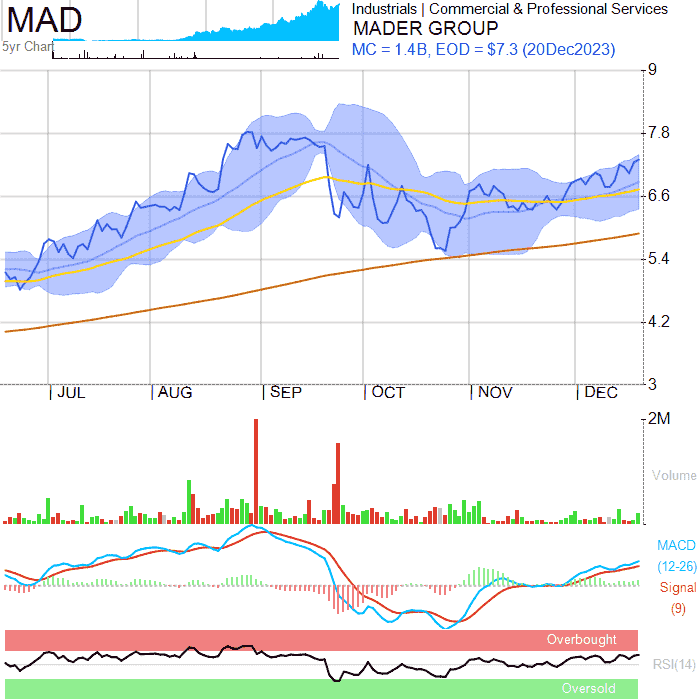 MAD
5yr Chart
Industrials | Commercial & Professional Services
MADER GROUP
MC = 1.4B, EOD = $7.3 (20Dec2023)
9
7.8
6.6
5.4
4.2
3
JUL
AUG
SEP
OCT
NOV
DEC
2M
Volume
MACD
(12-26)
Signal
(9)
Overbought
RSI(14)
Oversold